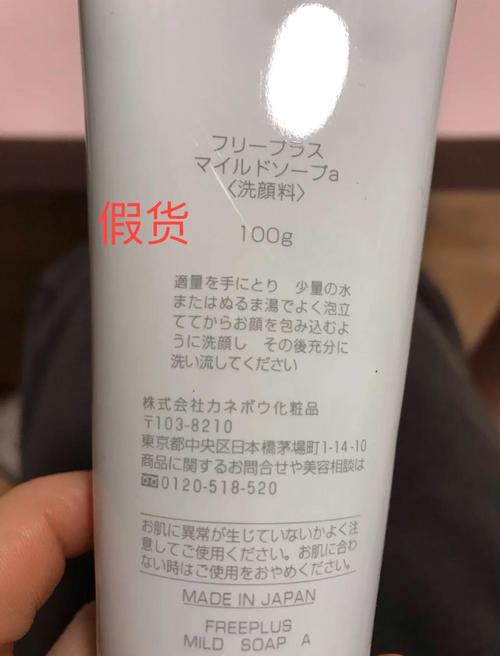 フリープラス
マイルドソープa
〈洗顔料〉
假货
100g
適量を手にとり　少量の水
またはぬるま湯でよく泡立
ててからお顔を包み込むよ
うに洗顔し　その後充分に
洗い流してください
株式会社カネボウ化粧品
〒103-8210
東京都中央区日本橋茅場町1-14-10
商品に関するお問合せや美容相談は
0120-518-520
お肌に異常が生じていないかよく注
意してご使用ください。お肌に合わ
ない時はご使用をおやめください。
MADE IN JAPAN
FREEPLUS
MILD SOAP A